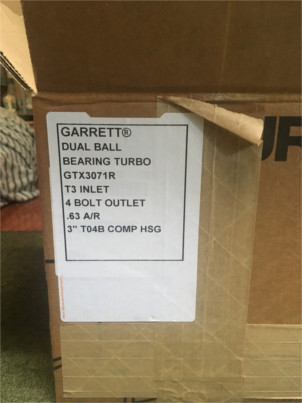 GARRETT®
DUAL BALL
BEARING TURBO
GTX3071R
T3 INLET
4 BOLT OUTLET
.63 A/R
3" T04B COMP HSG